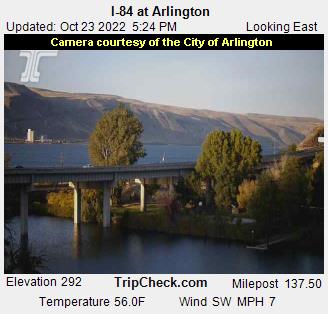 I-84 at Arlington
Updated: Oct 23 2022 5:24 PM Looking East
Camera courtesy of the City of Arlington
Elevation 292 TripCheck.com Milepost 137.50
Temperature 56.0F Wind SW MPH 7